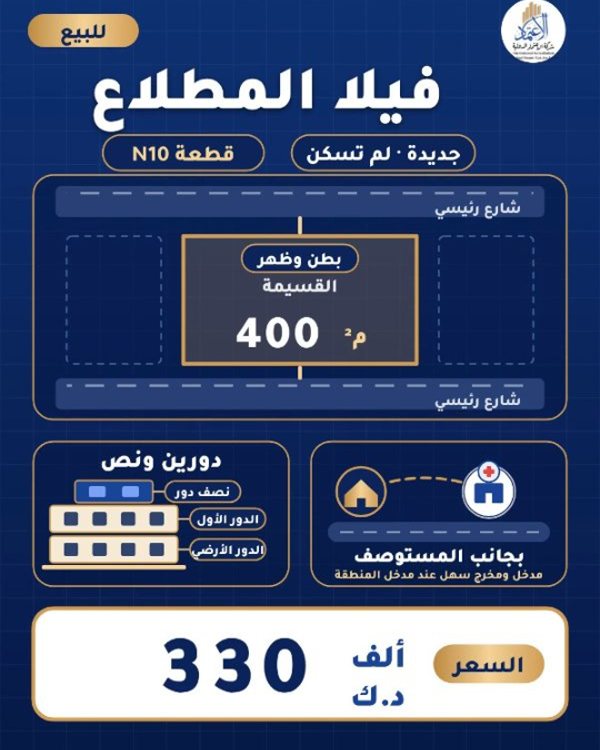 للبيع
فيلا المطلاع
جديدة · لم تسكن
قطعة N10
شارع رئيسي
بطن وظهر
القسيمة
400 م²
شارع رئيسي
بجانب المستوصف
مدخل ومخرج سهل عند مدخل المنطقة
دورين ونص
نصف دور
الدور الأول
الدور الأرضي
السعر
330 ألف
د.ك